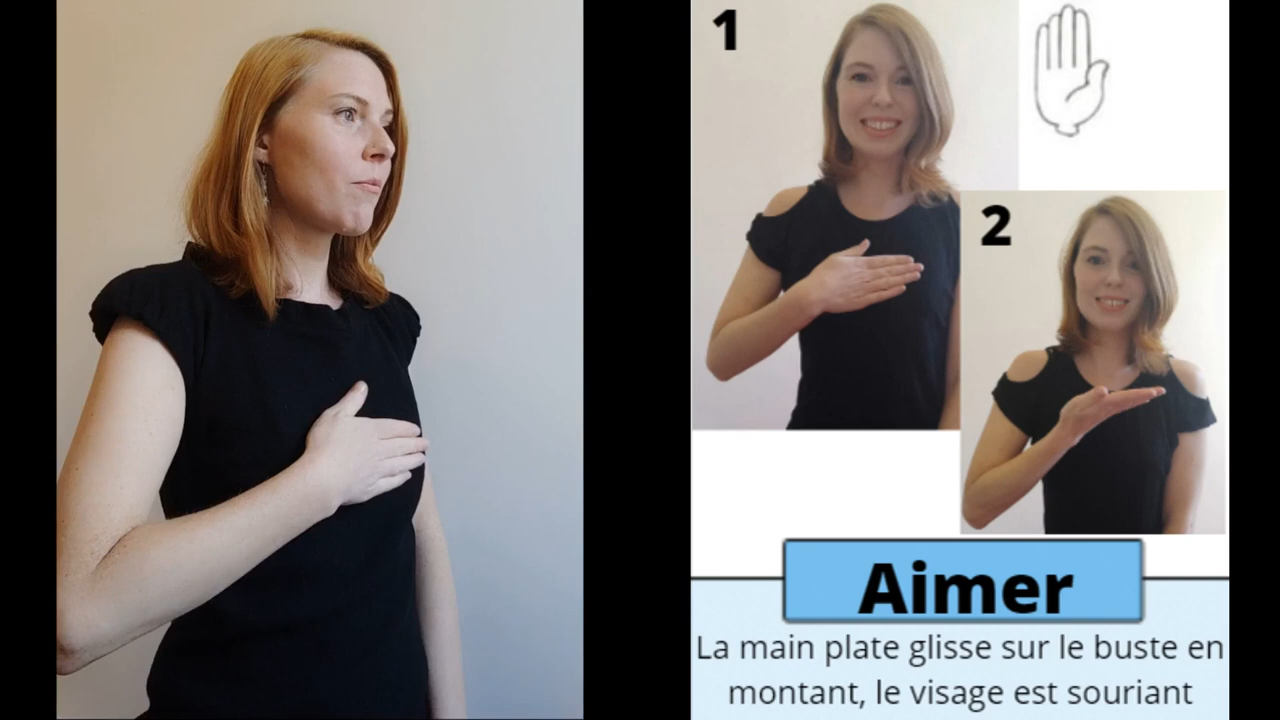 1
2
Aimer
La main plate glisse sur le buste en
montant, le visage est souriant